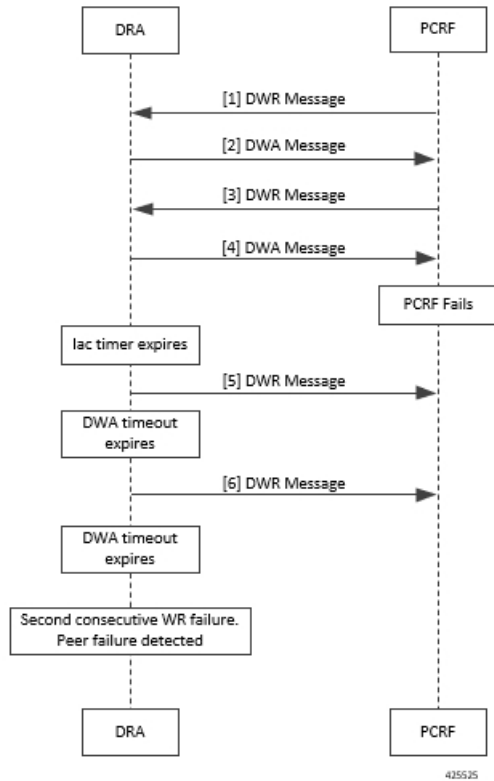 DRA
PCRF
[1] DWR Message
[2] DWA Message
[3] DWR Message
[4] DWA Message
PCRF Fails
Iac timer expires
[5] DWR Message
DWA timeout
expires
[6] DWR Message
DWA timeout
expires
Second consecutive WR failure.
Peer failure detected
DRA
PCRF
425525